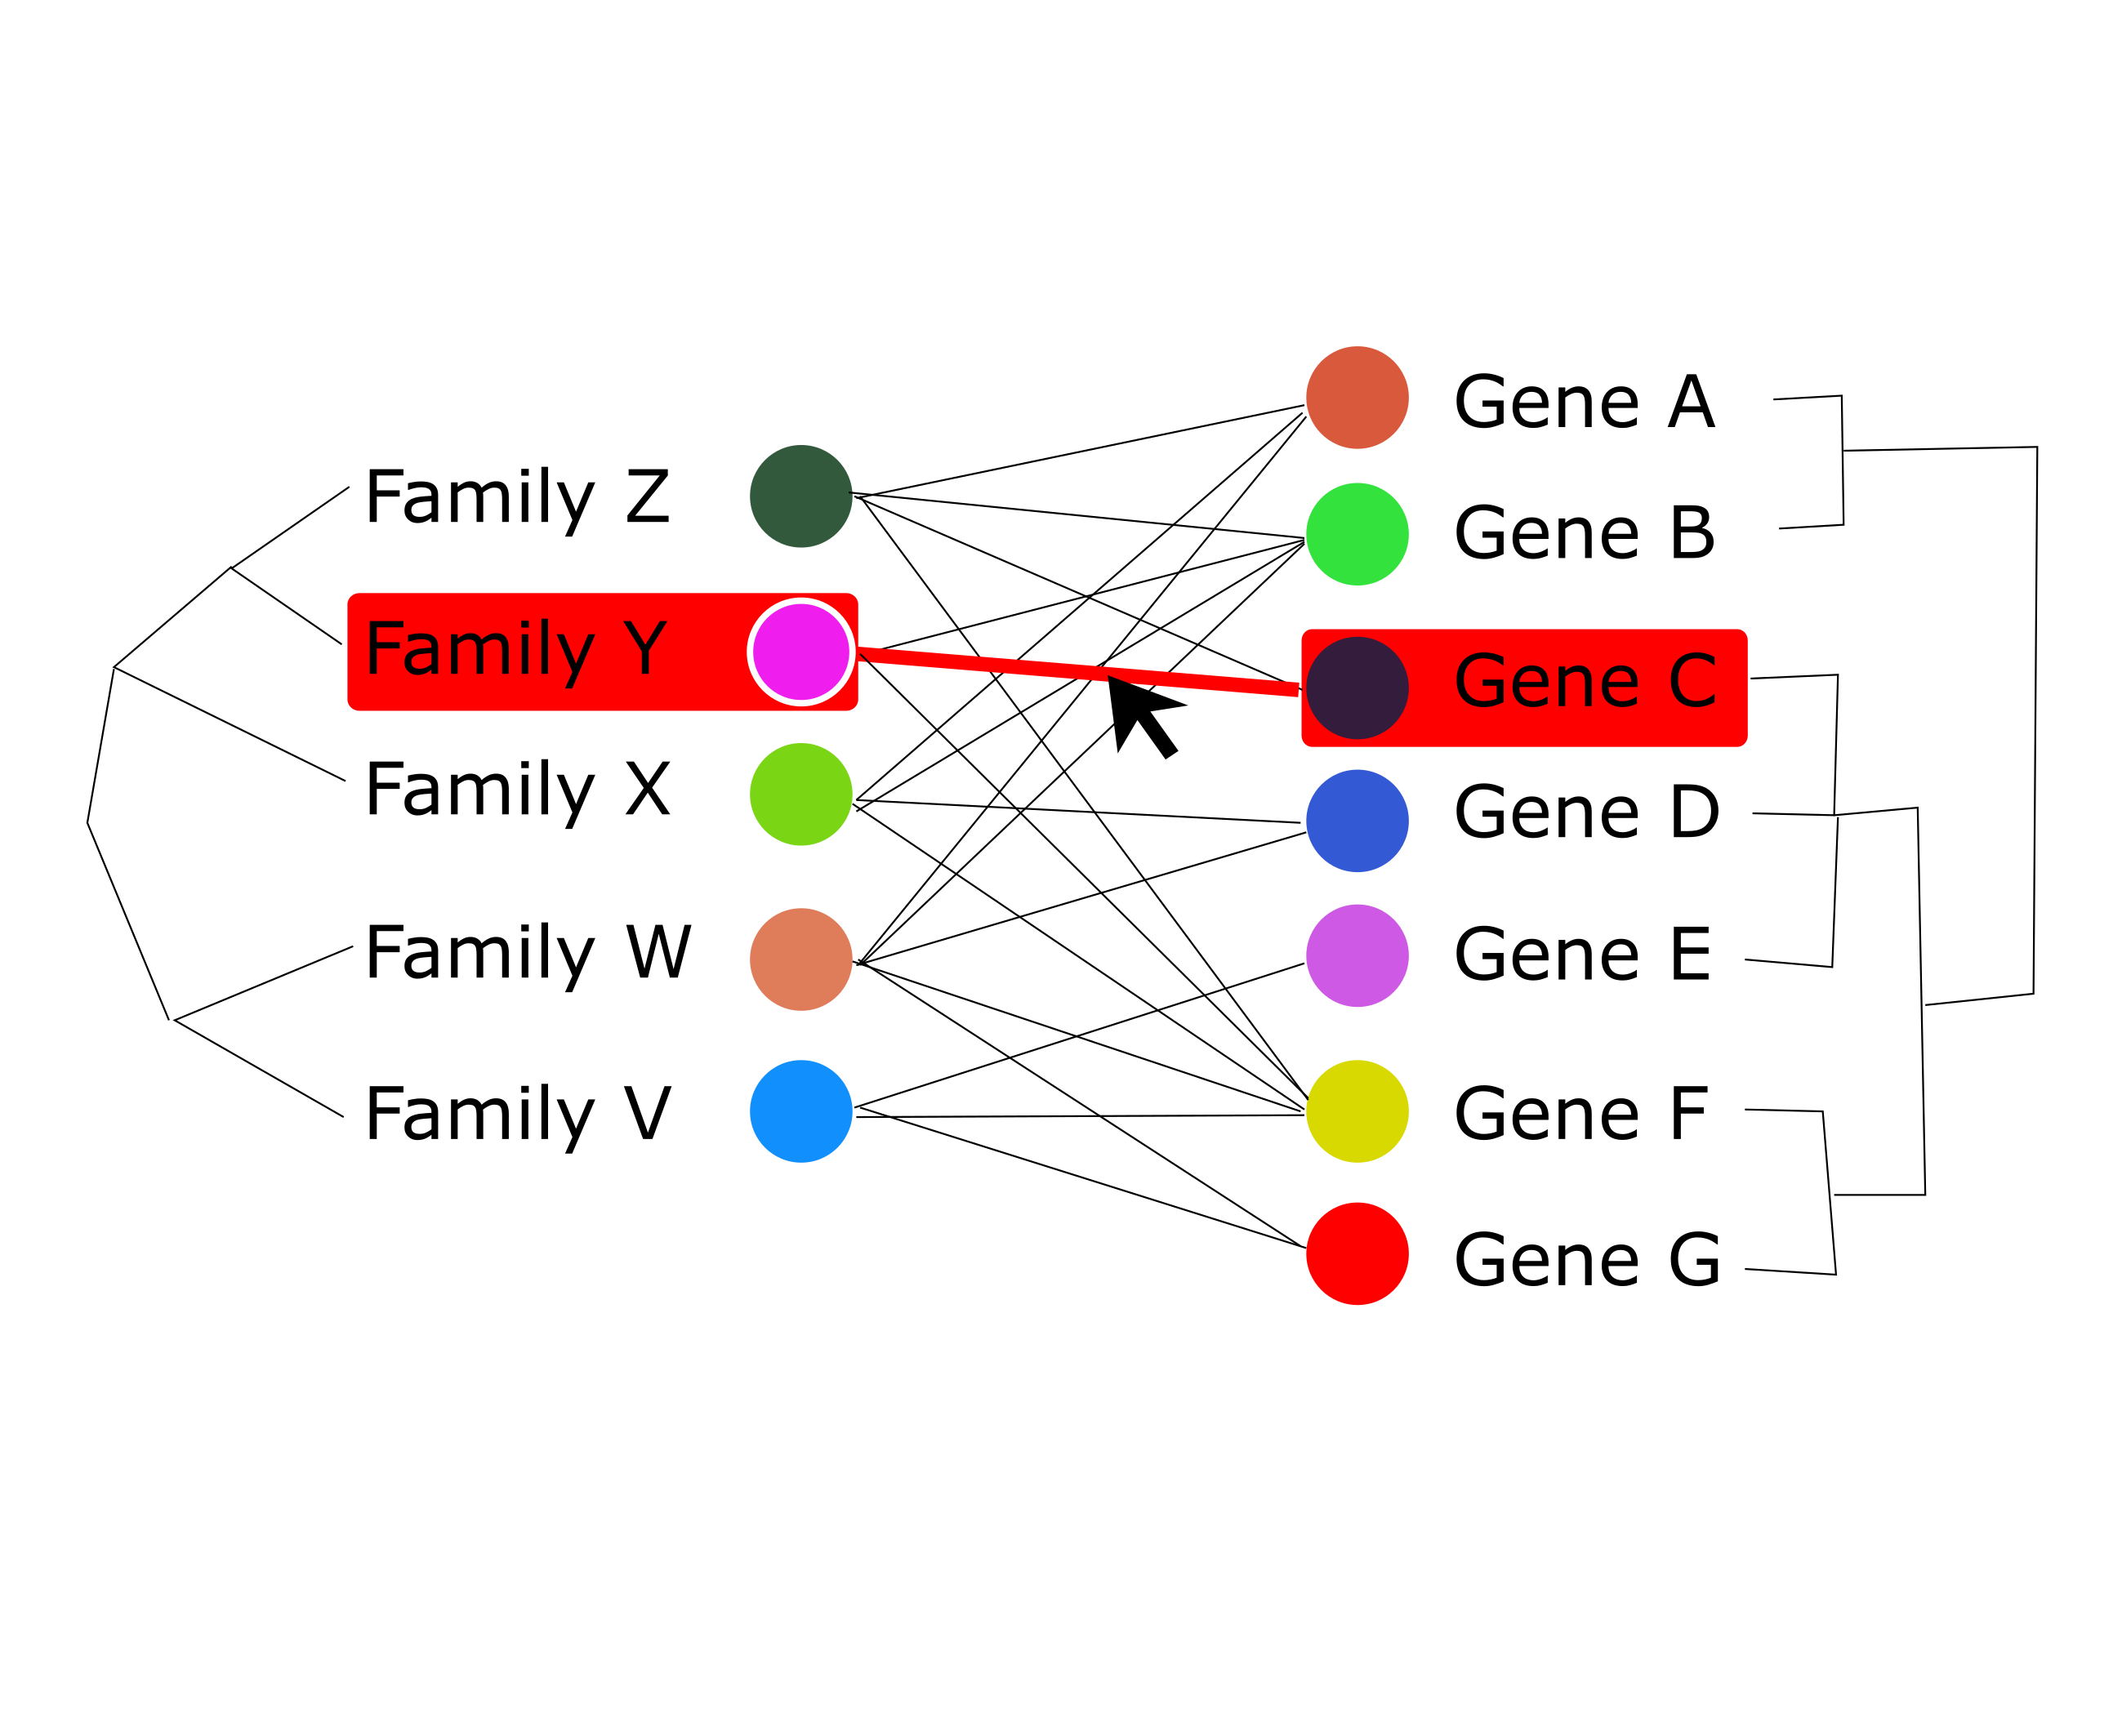 Family Z
Family Y
Family X
Family W
Family V
Gene A
Gene B
Gene C
Gene D
Gene E
Gene F
Gene G